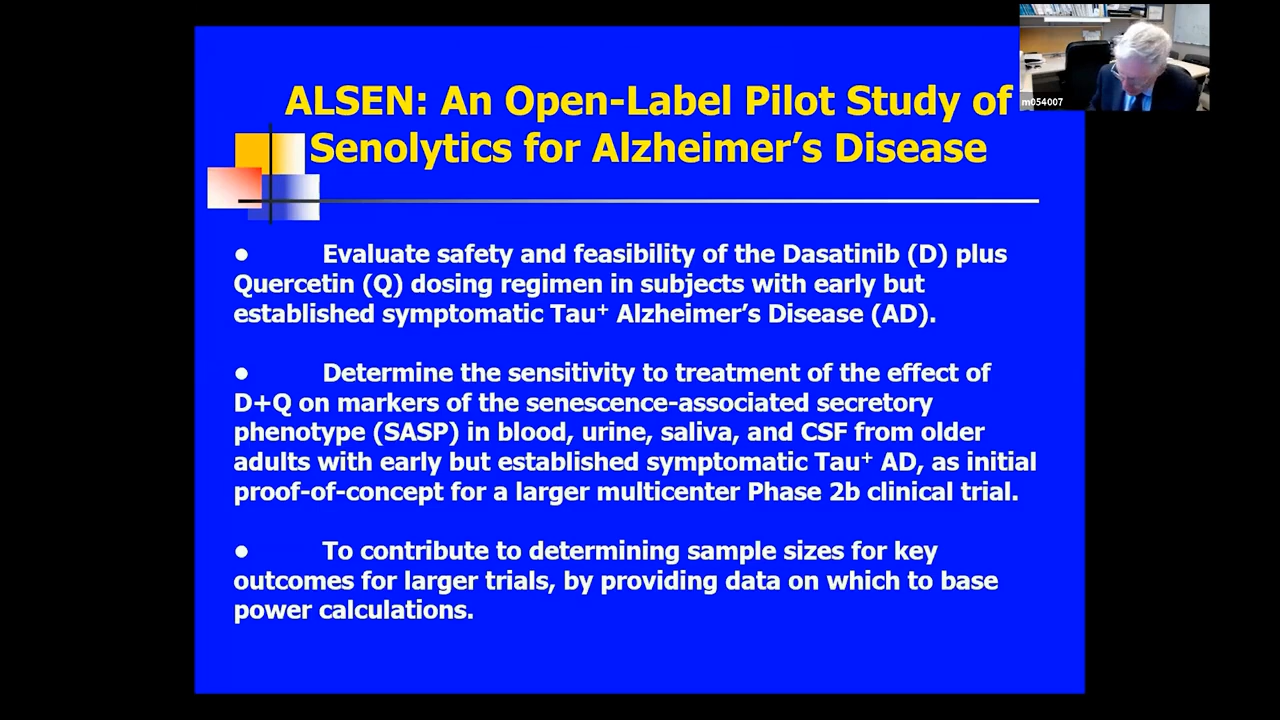 ALSEN: An Open-Label Pilot Study of
Senolytics for Alzheimer's Disease
m054007
● Evaluate safety and feasibility of the Dasatinib (D) plus
Quercetin (Q) dosing regimen in subjects with early but
established symptomatic Tau⁺ Alzheimer's Disease (AD).
● Determine the sensitivity to treatment of the effect of
D+Q on markers of the senescence-associated secretory
phenotype (SASP) in blood, urine, saliva, and CSF from older
adults with early but established symptomatic Tau⁺ AD, as initial
proof-of-concept for a larger multicenter Phase 2b clinical trial.
● To contribute to determining sample sizes for key
outcomes for larger trials, by providing data on which to base
power calculations.